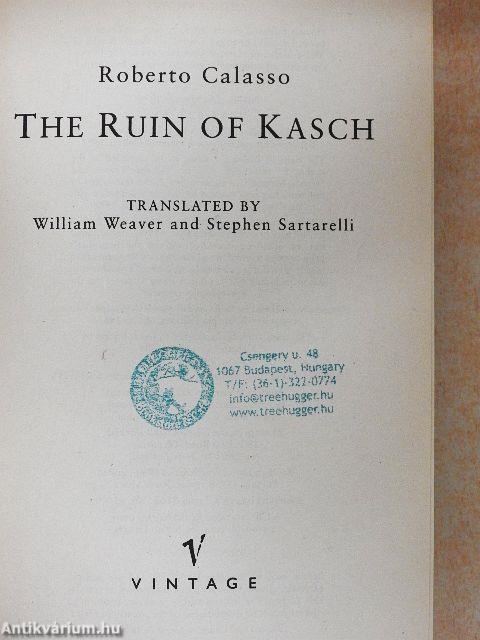 Roberto Calasso
THE RUIN OF KASCH
TRANSLATED BY
William Weaver and Stephen Sartarelli
Csengery u. 48
1067 Budapest, Hungary
T/F: (36-1)-322-0774
info@treehugger.hu
www.treehugger.hu
V
VINTAGE
Antikvárium.hu